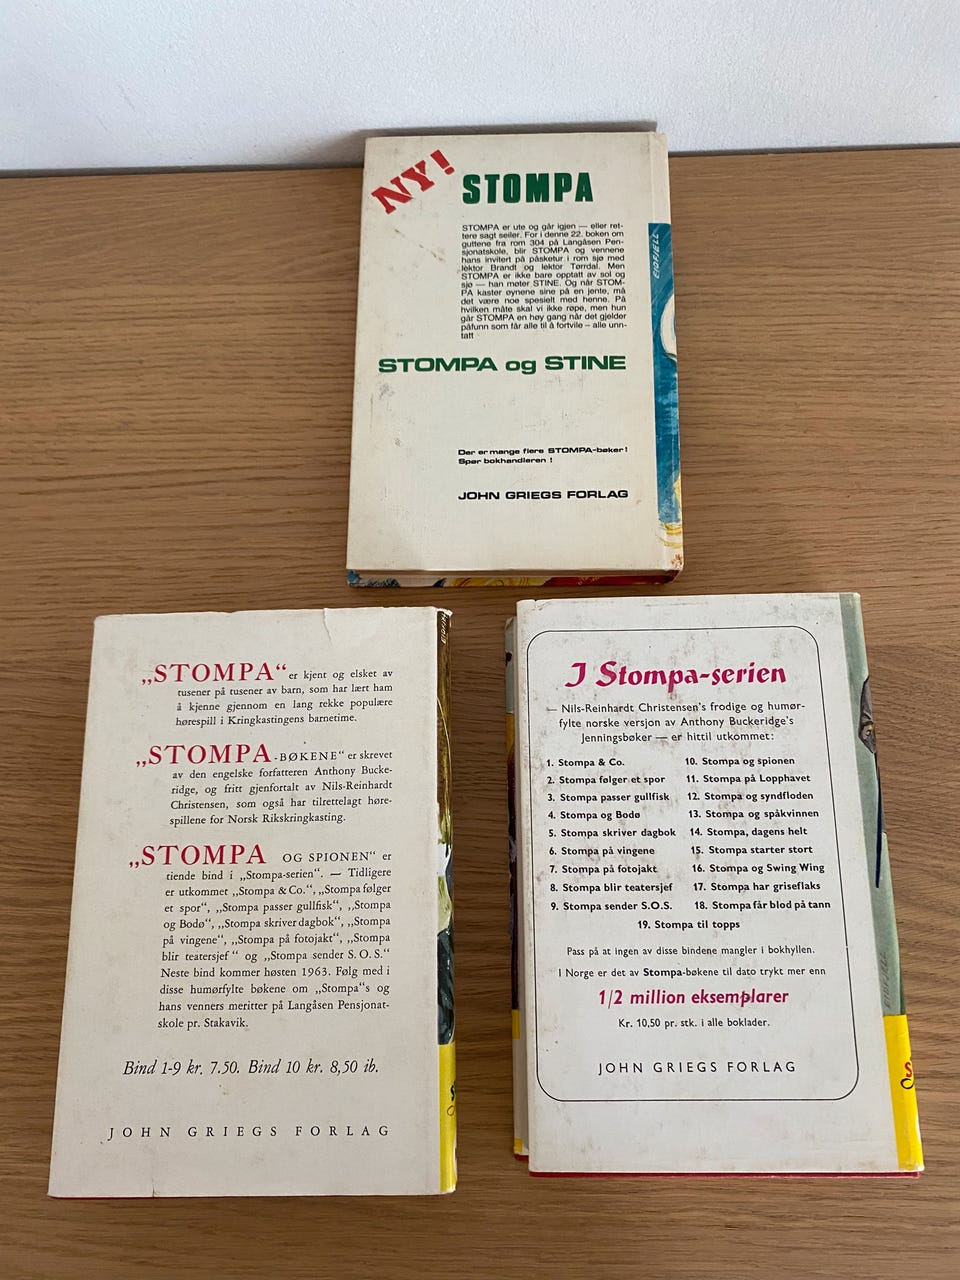 NY!
STOMPA
STOMPA er ute og går igjen — eller ret-
tere sagt seiler. For i denne 22. boken om
guttene fra rom 304 på Langåsen Pen-
sjonatskole, blir STOMPA og vennene
hans invitert på påsketur i rom sjø med
lektor Brandt og lektor Tørrdal. Men
STOMPA er ikke bare opptatt av sol og
sjø — han møter STINE. Og når STOM-
PA kaster øynene sine på en jente, må
det være noe spesielt med henne. På
hvilken måte skal vi ikke røpe, men hun
går STOMPA en høy gang når det gjelder
påfunn som får alle til å fortvile – alle unn-
tatt
STOMPA og STINE
Der er mange flere STOMPA-bøker!
Spør bokhandleren !
JOHN GRIEGS FORLAG
EIDFJELL
„STOMPA“ er kjent og elsket av
tusener på tusener av barn, som har lært ham
å kjenne gjennom en lang rekke populære
hørespill i Kringkastingens barnetime.
„STOMPA-BØKENE“ er skrevet
av den engelske forfatteren Anthony Bucke-
ridge, og fritt gjenfortalt av Nils-Reinhardt
Christensen, som også har tilrettelagt høre-
spillene for Norsk Rikskringkasting.
„STOMPA OG SPIONEN“ er
tiende bind i „Stompa-serien“. — Tidligere
er utkommet „Stompa & Co.“, „Stompa følger
et spor“, „Stompa passer gullfisk“, „Stompa
og Bodø“, „Stompa skriver dagbok“, „Stompa
på vingene“, „Stompa på fotojakt“, „Stompa
blir teatersjef “ og „Stompa sender S.O.S.“
Neste bind kommer høsten 1963. Følg med i
disse humørfylte bøkene om „Stompa“s og
hans venners meritter på Langåsen Pensjonat-
skole pr. Stakavik.
Bind 1-9 kr. 7.50. Bind 10 kr. 8,50 ib.
JOHN GRIEGS FORLAG
I Stompa-serien
— Nils-Reinhardt Christensen's frodige og humør-
fylte norske versjon av Anthony Buckeridge's
Jenningsbøker — er hittil utkommet:
1. Stompa & Co.
2. Stompa følger et spor
3. Stompa passer gullfisk
4. Stompa og Bodø
5. Stompa skriver dagbok
6. Stompa på vingene
7. Stompa på fotojakt
8. Stompa blir teatersjef
9. Stompa sender S.O.S.
10. Stompa og spionen
11. Stompa på Lopphavet
12. Stompa og syndfloden
13. Stompa og spåkvinnen
14. Stompa, dagens helt
15. Stompa starter stort
16. Stompa og Swing Wing
17. Stompa har griseflaks
18. Stompa får blod på tann
19. Stompa til topps
Pass på at ingen av disse bindene mangler i bokhyllen.
I Norge er det av Stompa-bøkene til dato trykt mer enn
1/2 million eksemplarer
Kr. 10,50 pr. stk. i alle boklader.
JOHN GRIEGS FORLAG
EIDFJELL